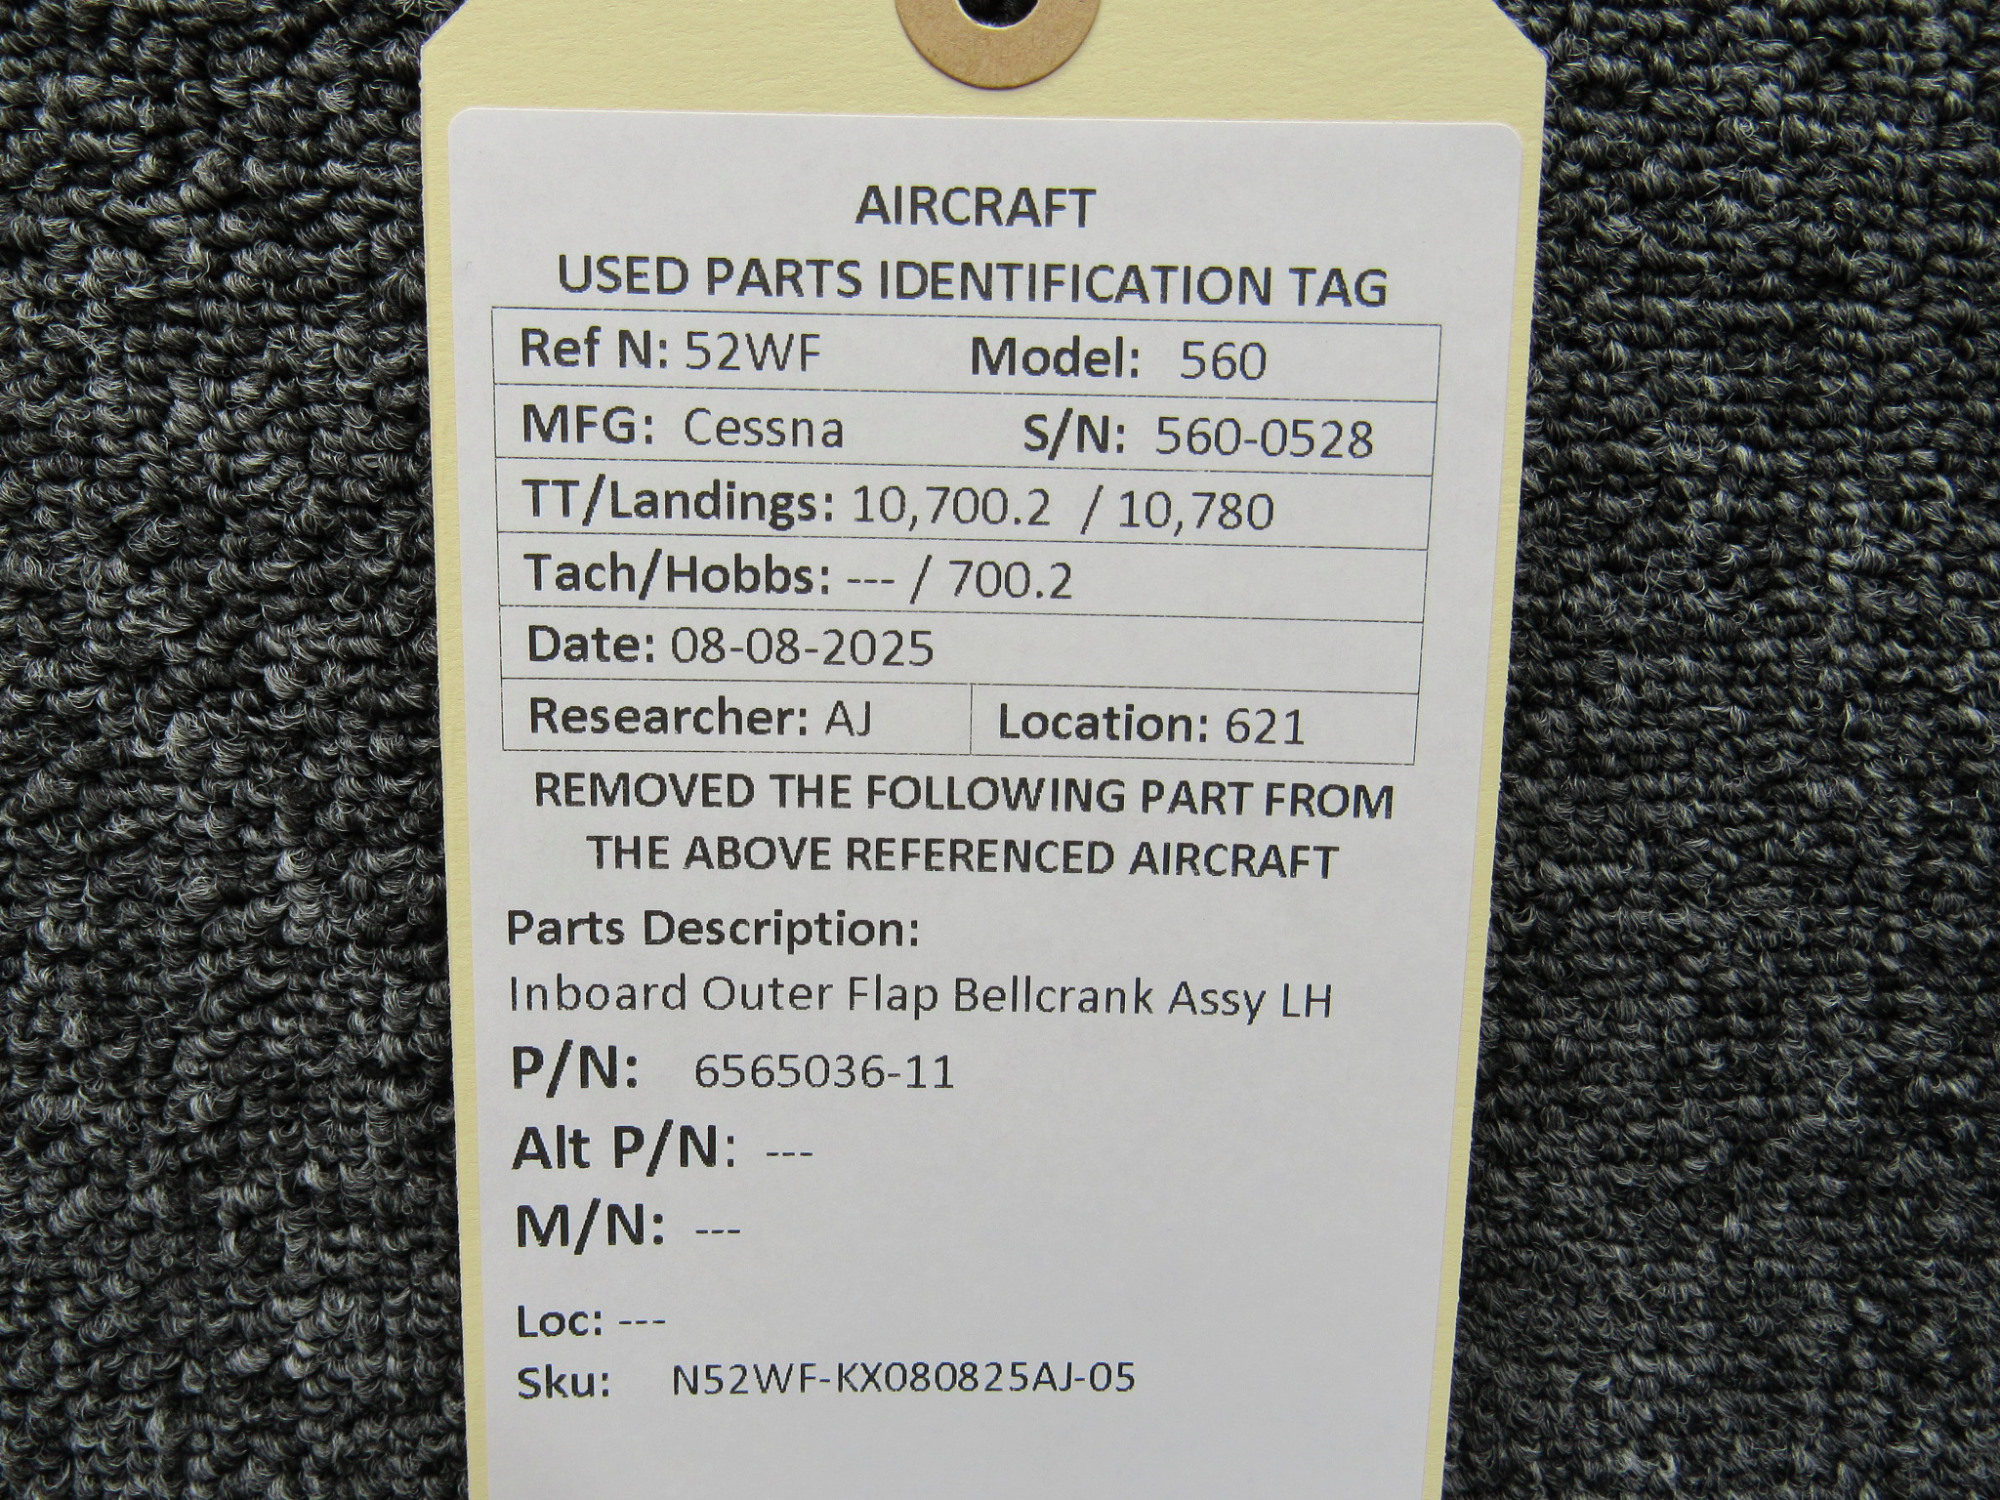 AIRCRAFT
USED PARTS IDENTIFICATION TAG
Ref N: 52WF Model: 560
MFG: Cessna S/N: 560-0528
TT/Landings: 10,700.2 / 10,780
Tach/Hobbs: --- / 700.2
Date: 08-08-2025
Researcher: AJ Location: 621
REMOVED THE FOLLOWING PART FROM
THE ABOVE REFERENCED AIRCRAFT
Parts Description:
Inboard Outer Flap Bellcrank Assy LH
P/N: 6565036-11
Alt P/N: ---
M/N: ---
Loc: ---
Sku: N52WF-KX080825AJ-05